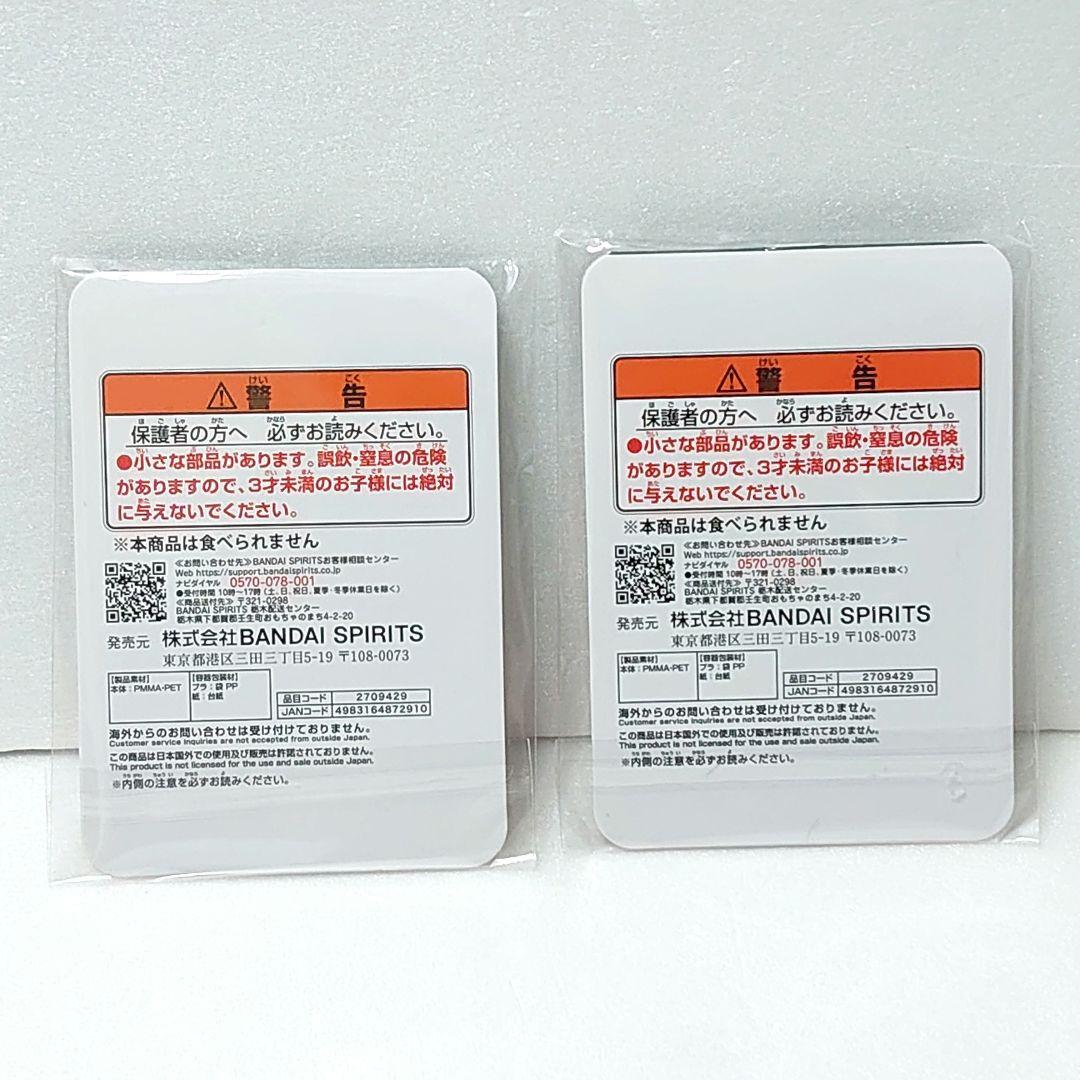 警告
保護者の方へ 必ずお読みください。
●小さな部品があります。誤飲・窒息の危険
がありますので、3才未満のお子様には絶対
に与えないでください。
※本商品は食べられません
≪お問い合わせ先≫BANDAI SPIRITSお客様相談センター
Web https://support.bandaispirits.co.jp
ナビダイヤル 0570-078-001
●受付時間 10時〜17時(土、日、祝日、夏季・冬季休業日を除く)
≪商品送付先≫ 〒321-0298
BANDAI SPIRITS 栃木配送センター
栃木県下都賀郡壬生町おもちゃのまち4-2-20
発売元 株式会社BANDAI SPIRITS
東京都港区三田三丁目5-19 〒108-0073
【製品素材】
本体:PMMA・PET
【容器包装材】
プラ:袋 PP
紙:台紙
品目コード 2709429
JANコード 4983164872910
海外からのお問い合わせは受け付けておりません。
Customer service inquiries are not accepted from outside Japan.
この商品は日本国外での使用及び販売は許諾されておりません。
This product is not licensed for the use and sale outside Japan.
※内側の注意を必ずお読みください。
警告
保護者の方へ 必ずお読みください。
●小さな部品があります。誤飲・窒息の危険
がありますので、3才未満のお子様には絶対
に与えないでください。
※本商品は食べられません
≪お問い合わせ先≫BANDAI SPIRITSお客様相談センター
Web https://support.bandaispirits.co.jp
ナビダイヤル 0570-078-001
●受付時間 10時〜17時(土、日、祝日、夏季・冬季休業日を除く)
≪商品送付先≫ 〒321-0298
BANDAI SPIRITS 栃木配送センター
栃木県下都賀郡壬生町おもちゃのまち4-2-20
発売元 株式会社BANDAI SPIRITS
東京都港区三田三丁目5-19 〒108-0073
【製品素材】
本体:PMMA・PET
【容器包装材】
プラ:袋 PP
紙:台紙
品目コード 2709429
JANコード 4983164872910
海外からのお問い合わせは受け付けておりません。
Customer service inquiries are not accepted from outside Japan.
この商品は日本国外での使用及び販売は許諾されておりません。
This product is not licensed for the use and sale outside Japan.
※内側の注意を必ずお読みください。